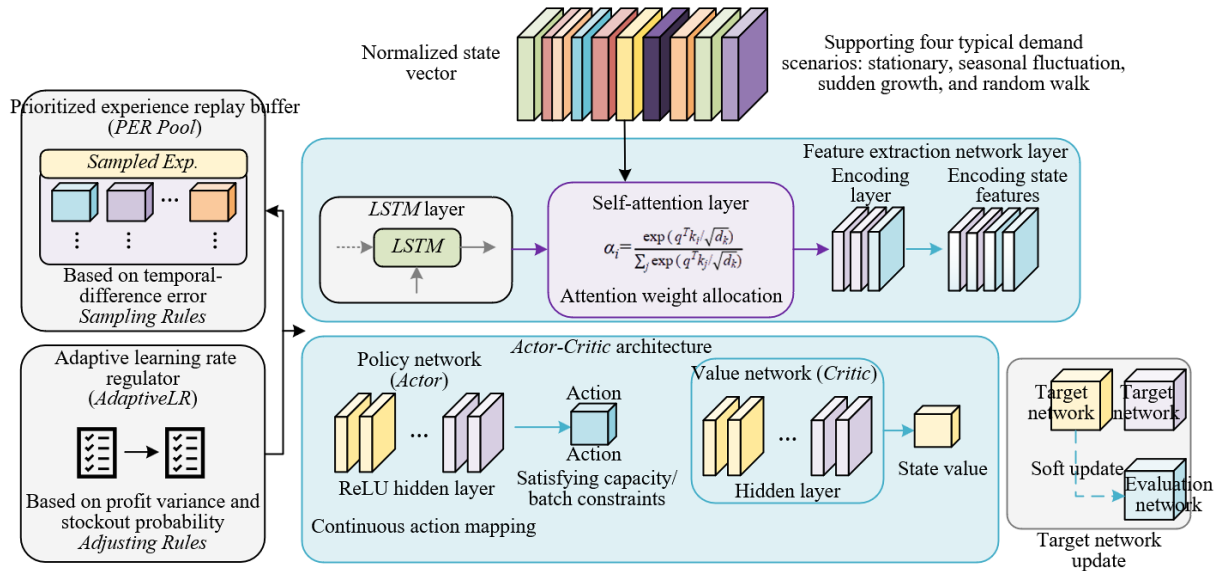 Normalized state
vector
Supporting four typical demand
scenarios: stationary, seasonal fluctuation,
sudden growth, and random walk
Prioritized experience replay buffer
(PER Pool)
Sampled Exp.
...
Based on temporal-
difference error
Sampling Rules
Adaptive learning rate
regulator
(AdaptiveLR)
Based on profit variance and
stockout probability
Adjusting Rules
Feature extraction network layer
LSTM layer
LSTM
Self-attention layer
αᵢ = exp(qᵀkᵢ/√dₖ) / ∑ⱼ exp(qᵀkⱼ/√dₖ)
Attention weight allocation
Encoding
layer
Encoding state
features
Actor-Critic architecture
Policy network
(Actor)
...
ReLU hidden layer
Continuous action mapping
Action
Action
Satisfying capacity/
batch constraints
Value network (Critic)
...
Hidden layer
State value
Target
network
Target
network
Soft update
Evaluation
network
Target network
update